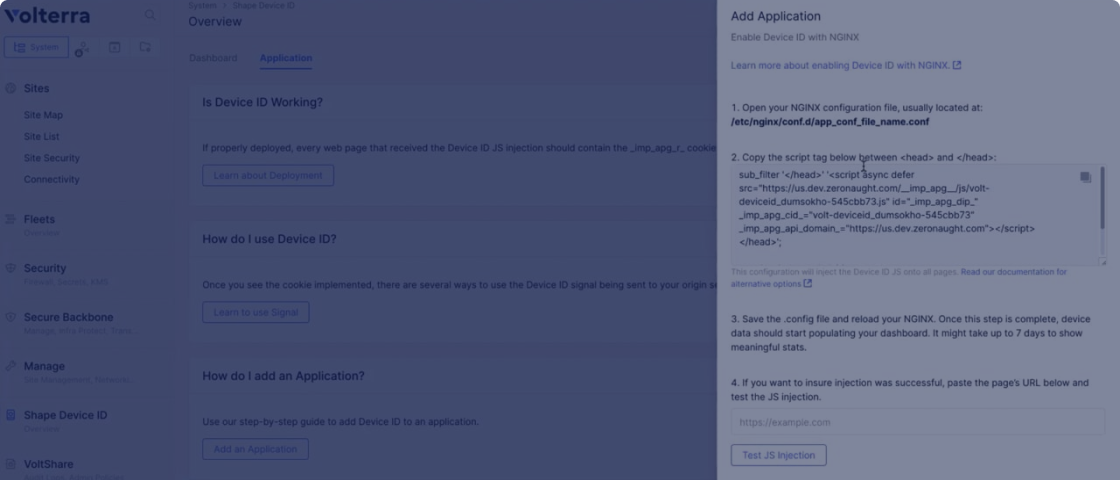 Volterra
System
Sites
Site Map
Site List
Site Security
Connectivity
Fleets
Overview
Security
Firewall, Secrets, KMS
Secure Backbone
Manage, Infra Protect, Trans
Manage
Site Management, Networks
Shape Device ID
Overview
VoltShare
System / Shape Device ID
Overview
Dashboard Application
Is Device ID Working?
If properly deployed, every web page that received the Device ID JS injection should contain the _imp_apg_r_ cookie
Learn about Deployment
How do I use Device ID?
Once you see the cookie implemented, there are several ways to use the Device ID signal being sent to your origin se
Learn to use Signal
How do I add an Application?
Use our step-by-step guide to add Device ID to an application.
Add an Application
Add Application
Enable Device ID with NGINX
Learn more about enabling Device ID with NGINX.
1. Open your NGINX configuration file, usually located at:
/etc/nginx/conf.d/app_conf_file_name.conf
2. Copy the script tag below between <head> and </head>:
sub_filter '</head>' '<script async defer
src="https://us.dev.zeronaught.com/__imp_apg__/js/volt-
deviceid_dumsokho-545cbb73.js" id="_imp_apg_dip_"
_imp_apg_cid_="volt-deviceid_dumsokho-545cbb73"
_imp_apg_api_domain_="https://us.dev.zeronaught.com"></script>
</head>';
This configuration will inject the Device ID JS onto all pages. Read our documentation for
alternative options
3. Save the .config file and reload your NGINX. Once this step is complete, device
data should start populating your dashboard. It might take up to 7 days to show
meaningful stats.
4. If you want to insure injection was successful, paste the page's URL below and
test the JS injection.
https://example.com
Test JS Injection